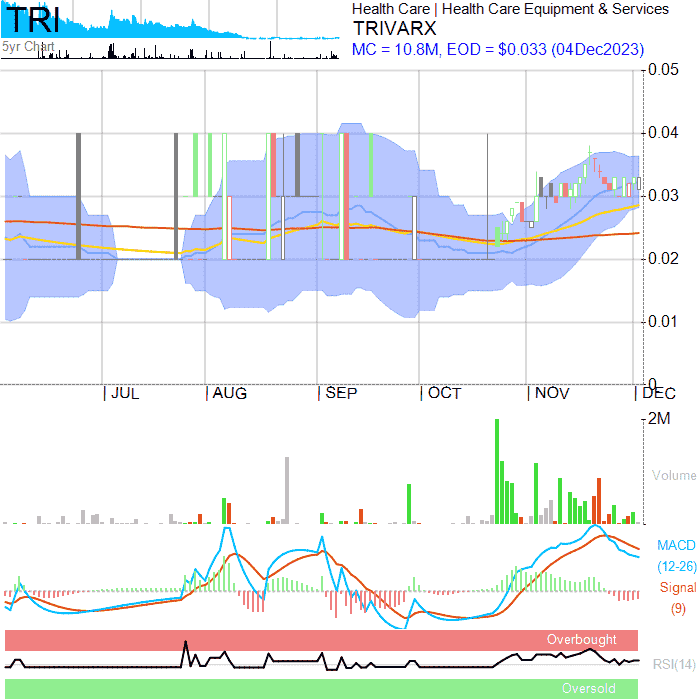 TRI
Health Care | Health Care Equipment & Services
TRIVARX
MC = 10.8M, EOD = $0.033 (04Dec2023)
5yr Chart
0.05
0.04
0.03
0.02
0.01
0
JUL AUG SEP OCT NOV DEC
2M
Volume
MACD
(12-26)
Signal
(9)
Overbought
RSI(14)
Oversold